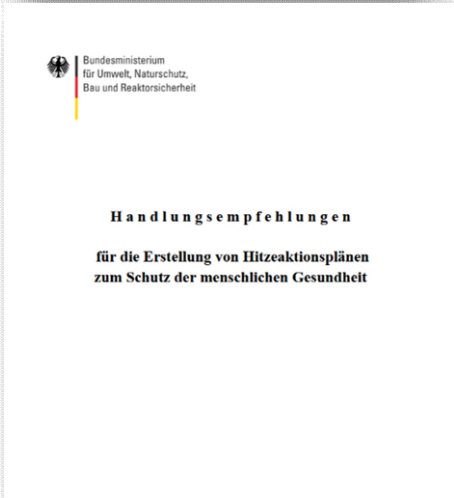 Bundesministerium
für Umwelt, Naturschutz,
Bau und Reaktorsicherheit
Handlungsempfehlungen
für die Erstellung von Hitzeaktionsplänen
zum Schutz der menschlichen Gesundheit